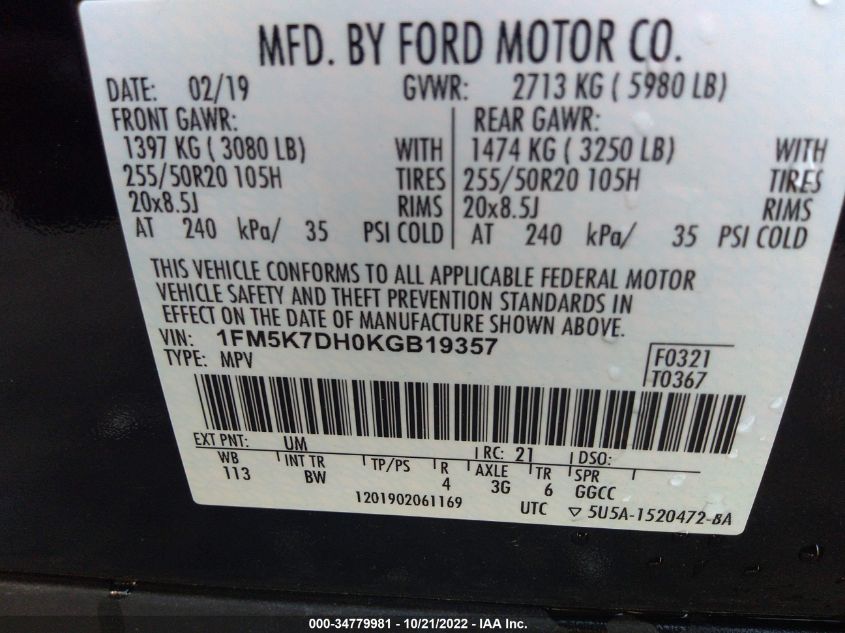 MFD. BY FORD MOTOR CO.
DATE: 02/19 GVWR: 2713 KG ( 5980 LB)
FRONT GAWR: REAR GAWR:
1397 KG ( 3080 LB) WITH 1474 KG ( 3250 LB) WITH
255/50R20 105H TIRES 255/50R20 105H TIRES
20x8.5J RIMS 20x8.5J RIMS
AT 240 kPa/ 35 PSI COLD AT 240 kPa/ 35 PSI COLD
THIS VEHICLE CONFORMS TO ALL APPLICABLE FEDERAL MOTOR
VEHICLE SAFETY AND THEFT PREVENTION STANDARDS IN
EFFECT ON THE DATE OF MANUFACTURE SHOWN ABOVE.
VIN: 1FM5K7DH0KGB19357
TYPE: MPV
F0321
T0367
EXT PNT: UM RC: 21 DSO:
WB INT TR TP/PS R AXLE TR SPR
113 BW 4 3G 6 GGCC
1201902061169 UTC ▽ 5U5A-1520472-BA
000-34779981 - 10/21/2022 - IAA Inc.